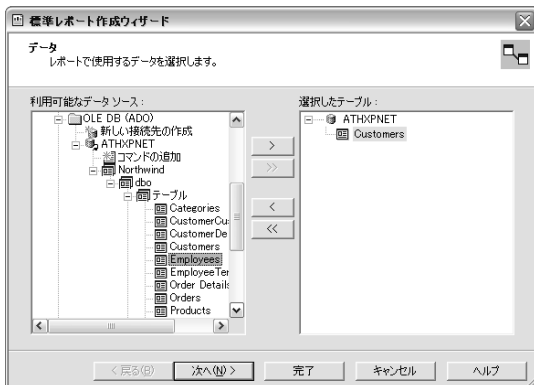 標準レポート作成ウィザード
データ
レポートで使用するデータを選択します。
利用可能なデータ ソース:
OLE DB (ADO)
新しい接続先の作成
ATHXPNET
コマンドの追加
Northwind
dbo
テーブル
Categories
CustomerCu
CustomerDe
Customers
Employees
EmployeeTer
Order Details
Orders
Products
>
>>
<
<<
選択したテーブル:
ATHXPNET
Customers
< 戻る(B)
次へ(N) >
完了
キャンセル
ヘルプ